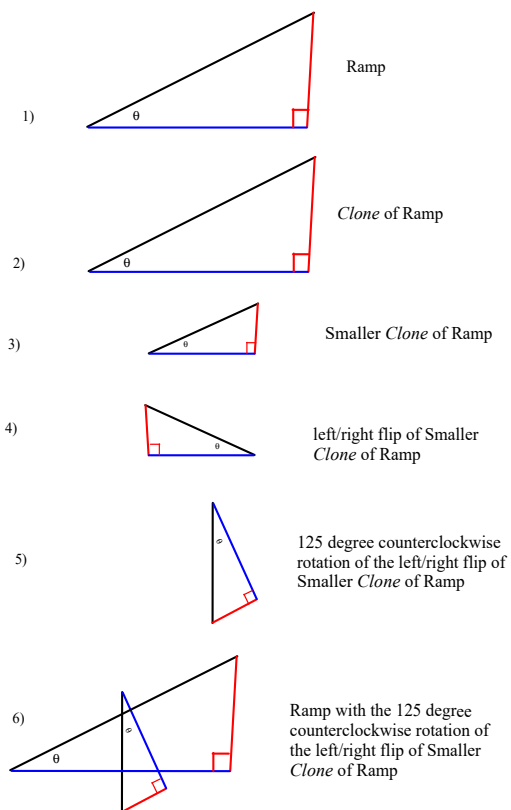 Ramp
1)
θ
Clone of Ramp
2)
θ
Smaller Clone of Ramp
3)
θ
4)
left/right flip of Smaller
Clone of Ramp
θ
5)
θ
125 degree counterclockwise
rotation of the left/right flip of
Smaller Clone of Ramp
6)
θ
θ
Ramp with the 125 degree
counterclockwise rotation of
the left/right flip of Smaller
Clone of Ramp